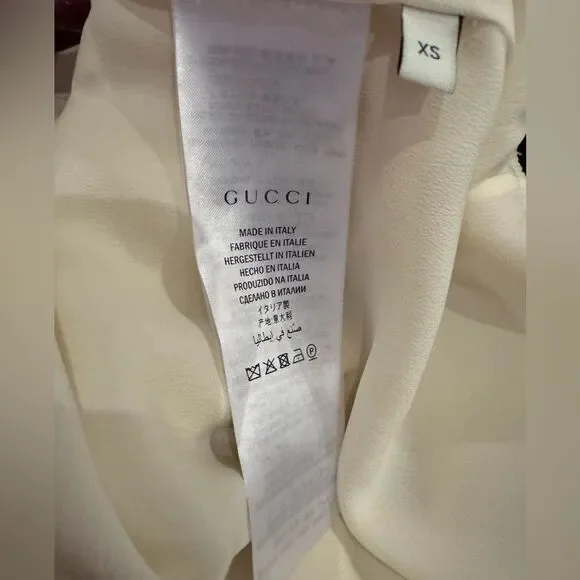 XS
GUCCI
MADE IN ITALY
FABRIQUE EN ITALIE
HERGESTELLT IN ITALIEN
HECHO EN ITALIA
PRODUZIDO NA ITALIA
СДЕЛАНО В ИТАЛИИ
イタリア製
产地:意大利
صنع في إيطاليا
P